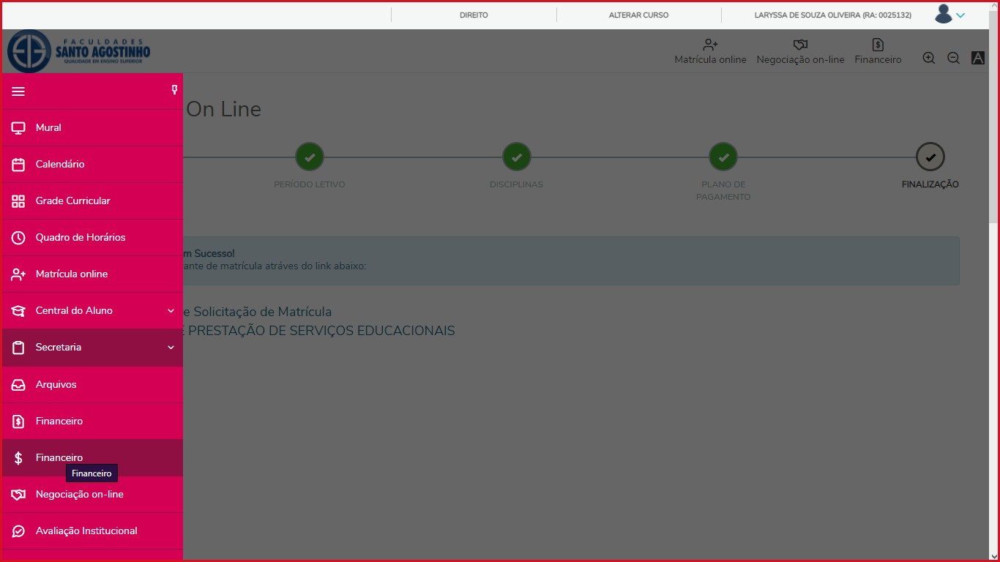 DIREITO
ALTERAR CURSO
LARYSSA DE SOUZA OLIVEIRA (RA: 0025132)
FACULDADES
SANTO AGOSTINHO
QUALIDADE EM ENSINO SUPERIOR
Matrícula online
Negociação on-line
Financeiro
A
On Line
PERÍODO LETIVO
DISCIPLINAS
PLANO DE
PAGAMENTO
FINALIZAÇÃO
m Sucesso!
ante de matrícula atráves do link abaixo:
e Solicitação de Matrícula
E PRESTAÇÃO DE SERVIÇOS EDUCACIONAIS
Mural
Calendário
Grade Curricular
Quadro de Horários
Matrícula online
Central do Aluno
Secretaria
Arquivos
Financeiro
Financeiro
Financeiro
Negociação on-line
Avaliação Institucional